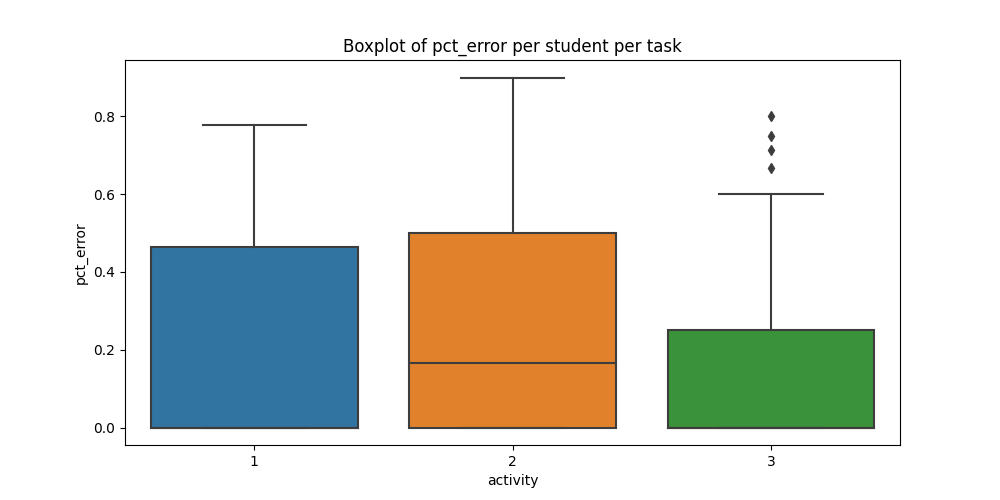 Boxplot of pct_error per student per task
pct_error
0.8
0.6
0.4
0.2
0.0
1 2 3
activity